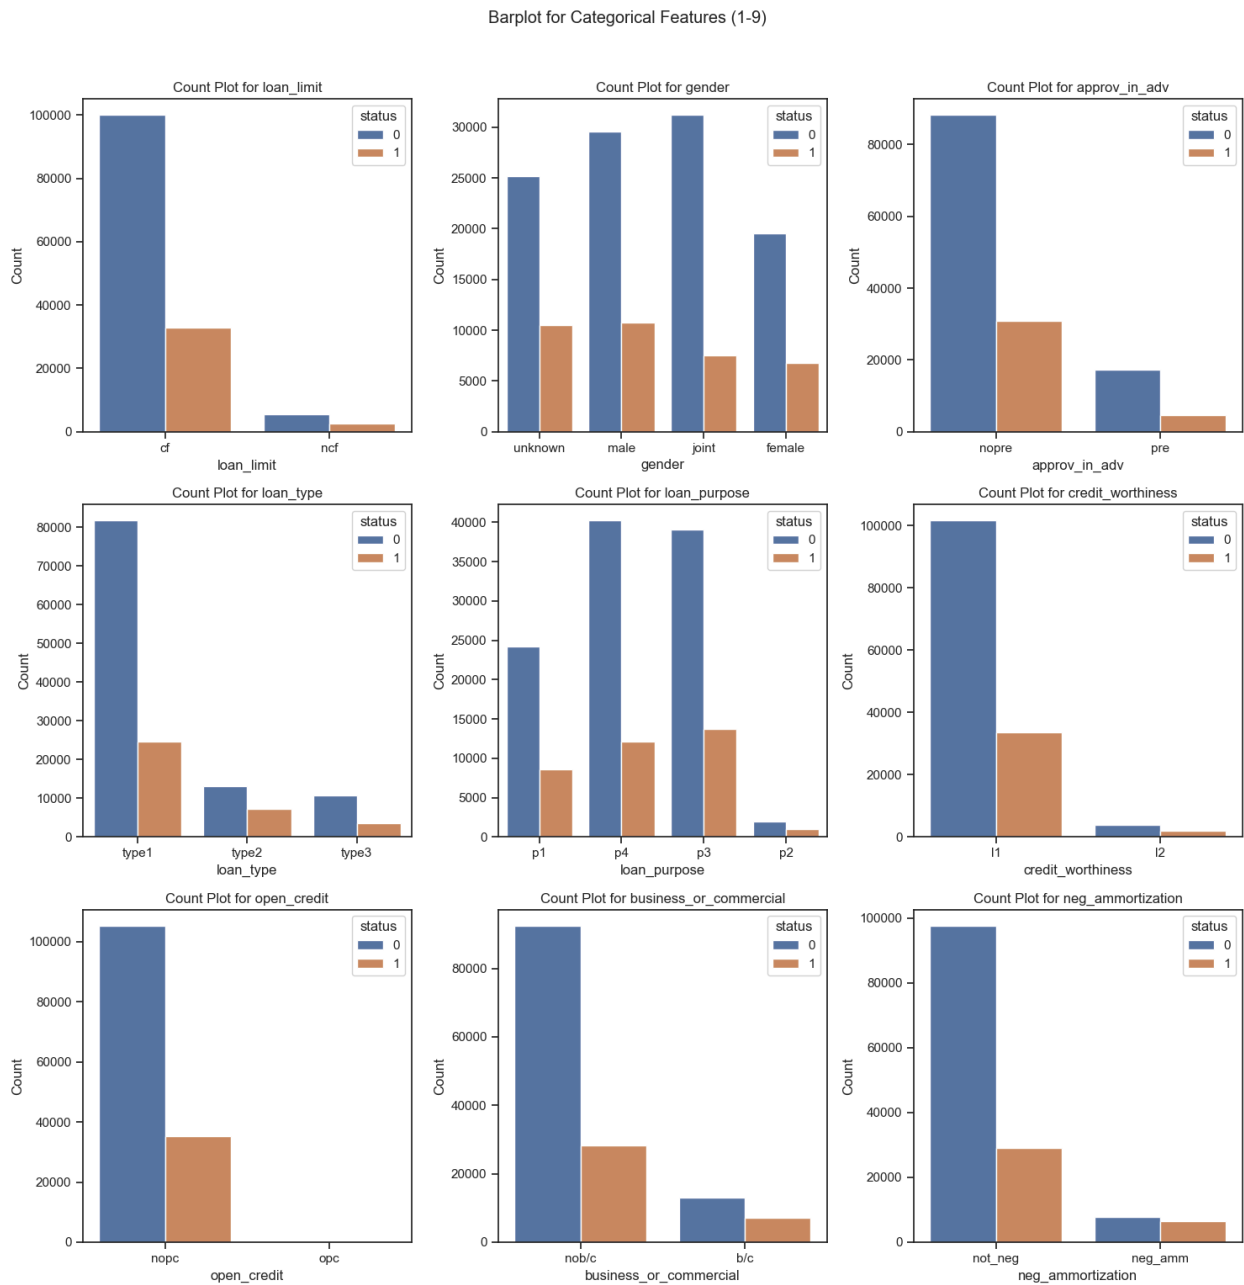 Barplot for Categorical Features (1-9)
Count Plot for loan_limit
100000
80000
60000
40000
20000
0
Count
cf
ncf
loan_limit
status
0
1
Count Plot for gender
30000
25000
20000
15000
10000
5000
0
Count
unknown
male
joint
female
gender
status
0
1
Count Plot for approv_in_adv
80000
60000
40000
20000
0
Count
nopre
pre
approv_in_adv
status
0
1
Count Plot for loan_type
80000
70000
60000
50000
40000
30000
20000
10000
0
Count
type1
type2
type3
loan_type
status
0
1
Count Plot for loan_purpose
40000
35000
30000
25000
20000
15000
10000
5000
0
Count
p1
p4
p3
p2
loan_purpose
status
0
1
Count Plot for credit_worthiness
100000
80000
60000
40000
20000
0
Count
l1
l2
credit_worthiness
status
0
1
Count Plot for open_credit
100000
80000
60000
40000
20000
0
Count
nopc
opc
open_credit
status
0
1
Count Plot for business_or_commercial
80000
60000
40000
20000
0
Count
nob/c
b/c
business_or_commercial
status
0
1
Count Plot for neg_ammortization
100000
80000
60000
40000
20000
0
Count
not_neg
neg_amm
neg_ammortization
status
0
1